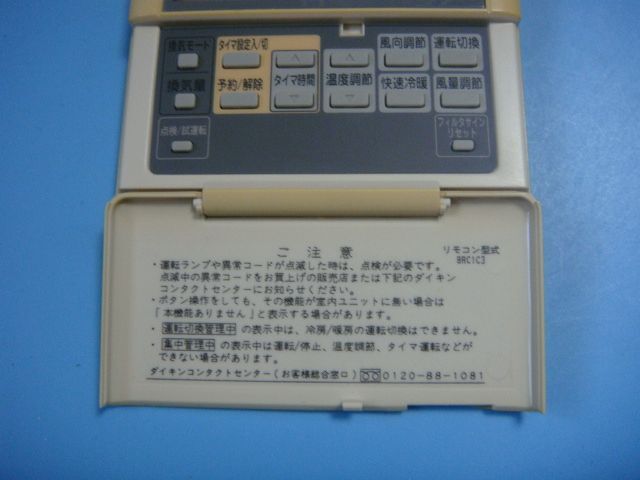 換気モード
タイマ設定入/切
風向調節
運転切換
換気量
予約/解除
タイマ時間
温度調節
快速冷暖
風量調節
点検/試運転
フィルタサイン
リセット
ご注意
リモコン型式
BRC1C3
・運転ランプや異常コードが点滅した時は、点検が必要です。
点滅中の異常コードをお買上げの販売店または下記のダイキン
コンタクトセンターにお知らせください。
・ボタン操作をしても、その機能が室内ユニットに無い場合は
「本機能ありません」と表示する場合があります。
・運転切換管理中の表示中は、冷房/暖房の運転切換はできません。
・集中管理中の表示中は運転/停止、温度調節、タイマ運転などが
できない場合があります。
ダイキンコンタクトセンター(お客様総合窓口) 0120-88-1081